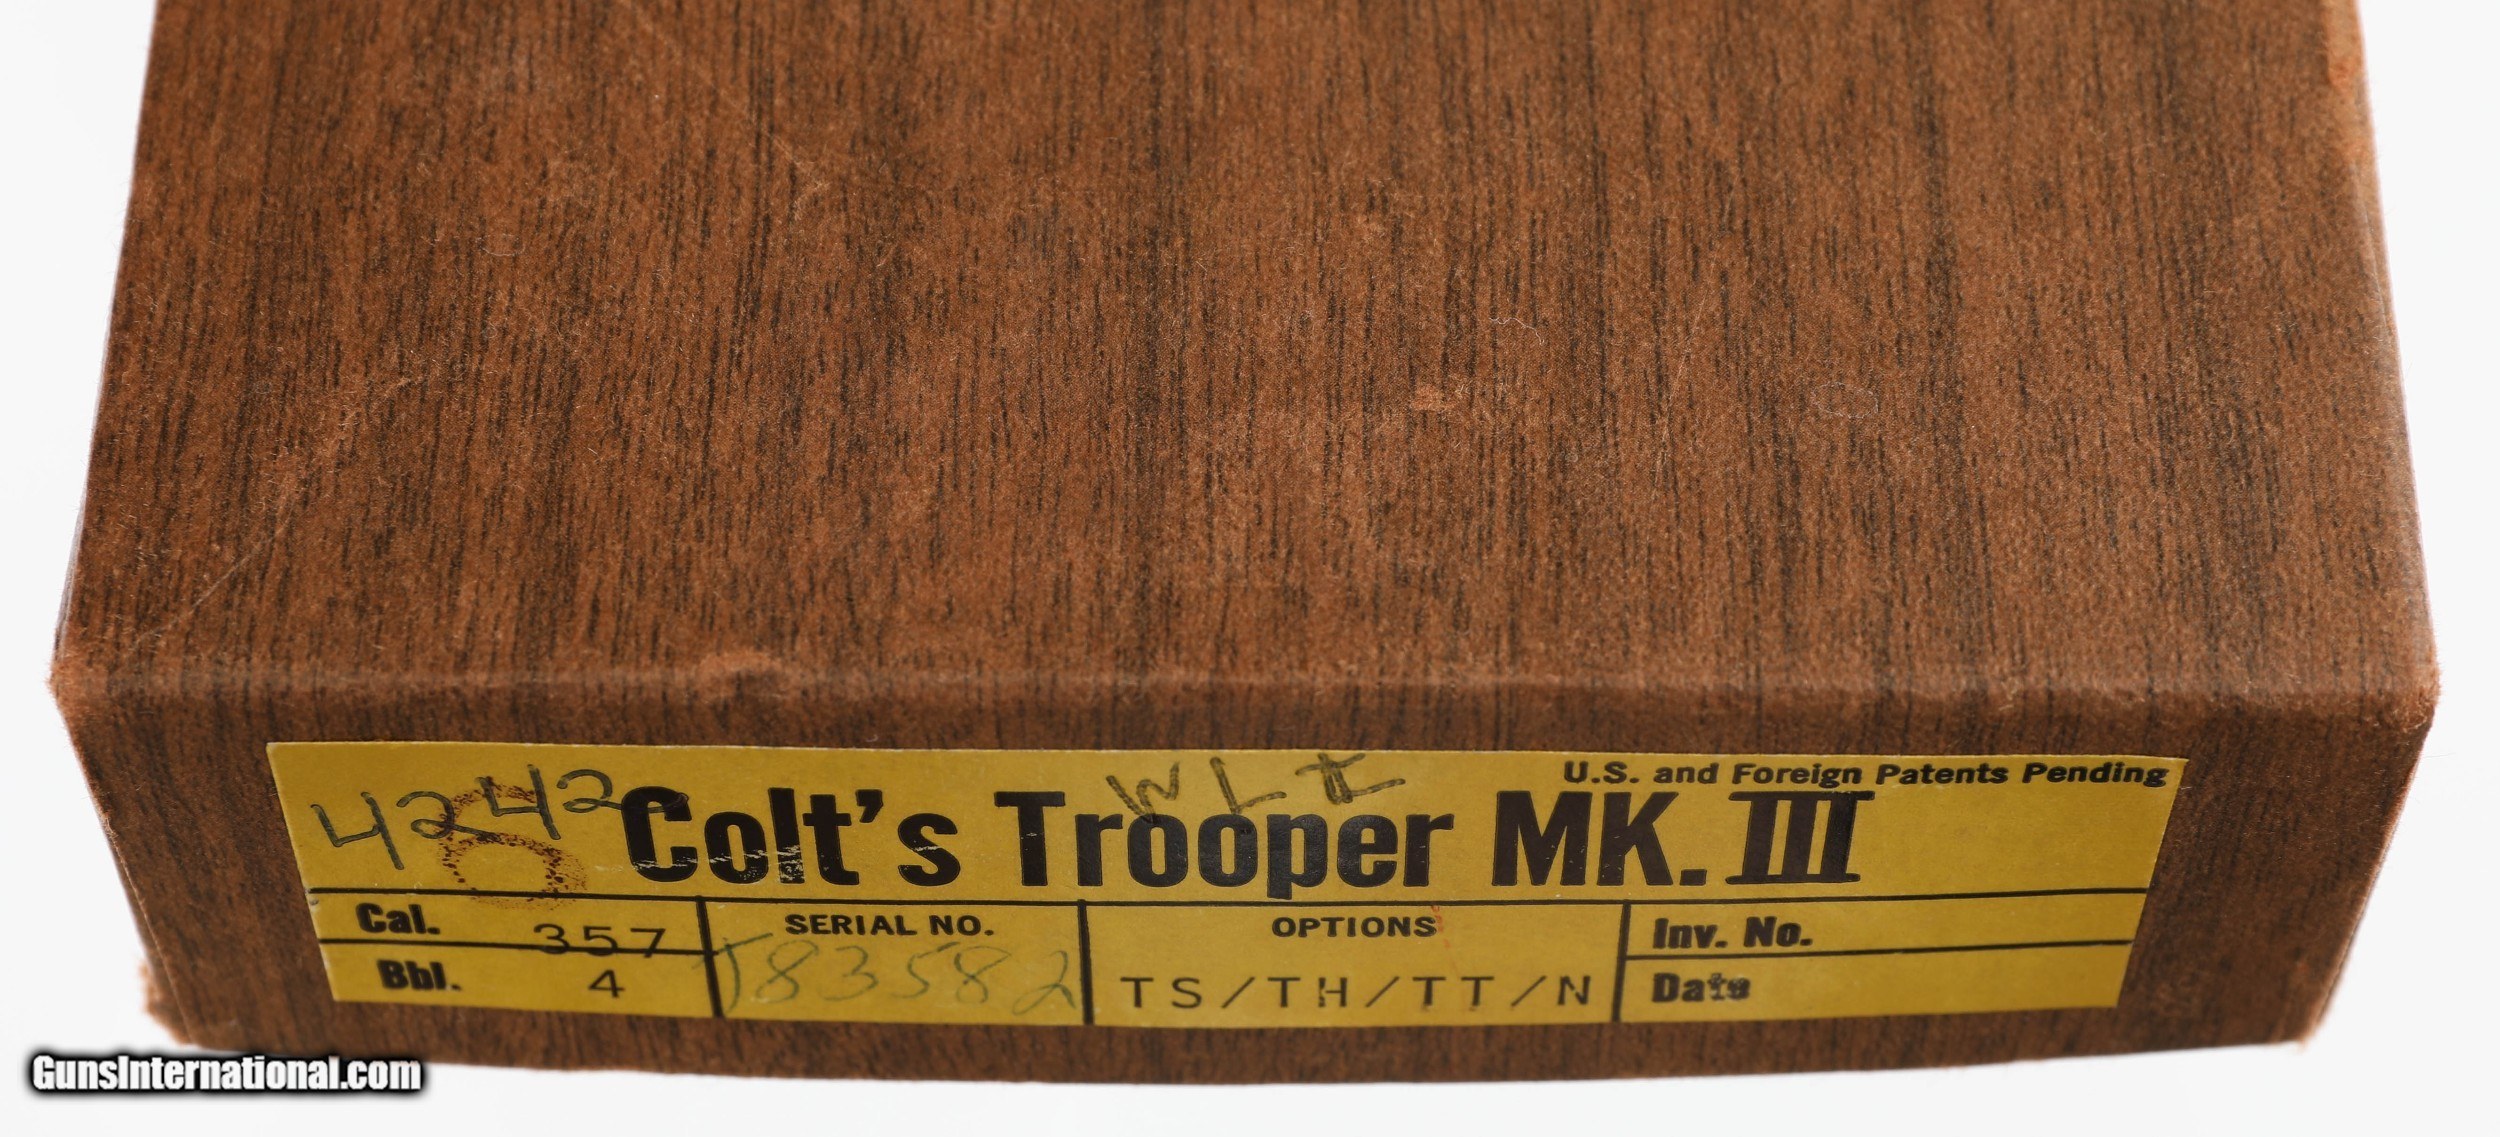 U.S. and Foreign Patents Pending
4242 Colt's Trooper MK. III
WLI
Cal. 357
Bbl. 4
SERIAL NO.
J83582
OPTIONS
TS/TH/TT/N
Inv. No.
Date
GunsInternational.com